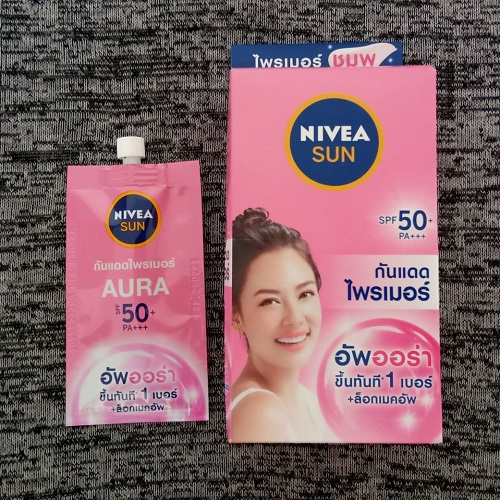 NIVEA
SUN
กันแดดไพรเมอร์
AURA
SPF 50+
PA+++
อัพออร่า
ขึ้นทันที 1 เบอร์
+ล็อกเมคอัพ
ไพรเมอร์ ชมพู
NIVEA
SUN
SPF 50+
PA+++
กันแดด
ไพรเมอร์
อัพออร่า
ขึ้นทันที 1 เบอร์
+ล็อกเมคอัพ